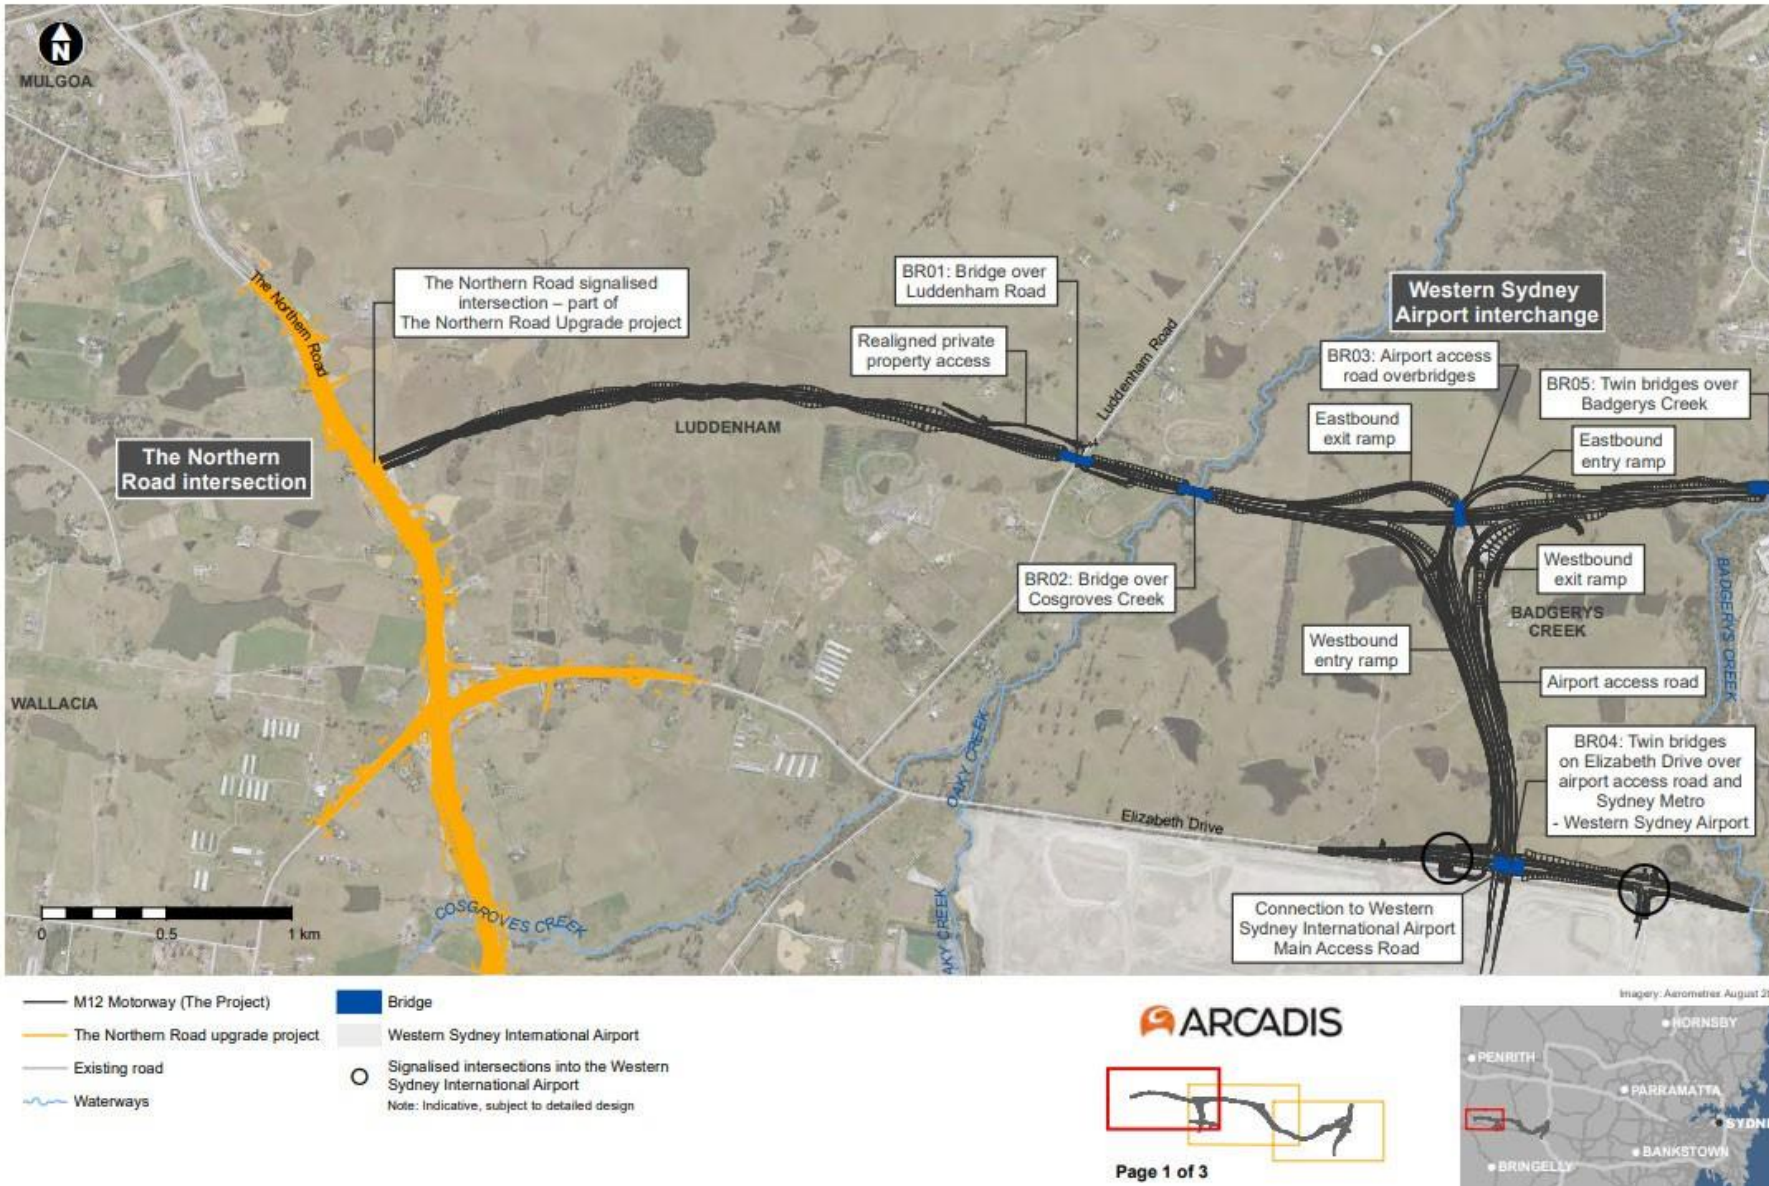 N
MULGOA
The Northern Road
The Northern Road signalised
intersection – part of
The Northern Road Upgrade project
BR01: Bridge over
Luddenham Road
Realigned private
property access
Luddenham Road
Western Sydney
Airport interchange
BR03: Airport access
road overbridges
BR05: Twin bridges over
Badgerys Creek
Eastbound
exit ramp
Eastbound
entry ramp
LUDDENHAM
The Northern
Road intersection
BR02: Bridge over
Cosgroves Creek
Westbound
exit ramp
BADGERYS
CREEK
BADGERYS CREEK
Westbound
entry ramp
Airport access road
WALLACIA
OAKY CREEK
BR04: Twin bridges
on Elizabeth Drive over
airport access road and
Sydney Metro
- Western Sydney Airport
Elizabeth Drive
Connection to Western
Sydney International Airport
Main Access Road
COSGROVES CREEK
AKY CREEK
0 0.5 1 km
M12 Motorway (The Project)
The Northern Road upgrade project
Existing road
Waterways
Bridge
Western Sydney International Airport
Signalised intersections into the Western
Sydney International Airport
Note: Indicative, subject to detailed design
ARCADIS
Page 1 of 3
Imagery: Aerometrex August 2
HORNSBY
PENRITH
PARRAMATTA
SYDN
BANKSTOWN
BRINGELLY